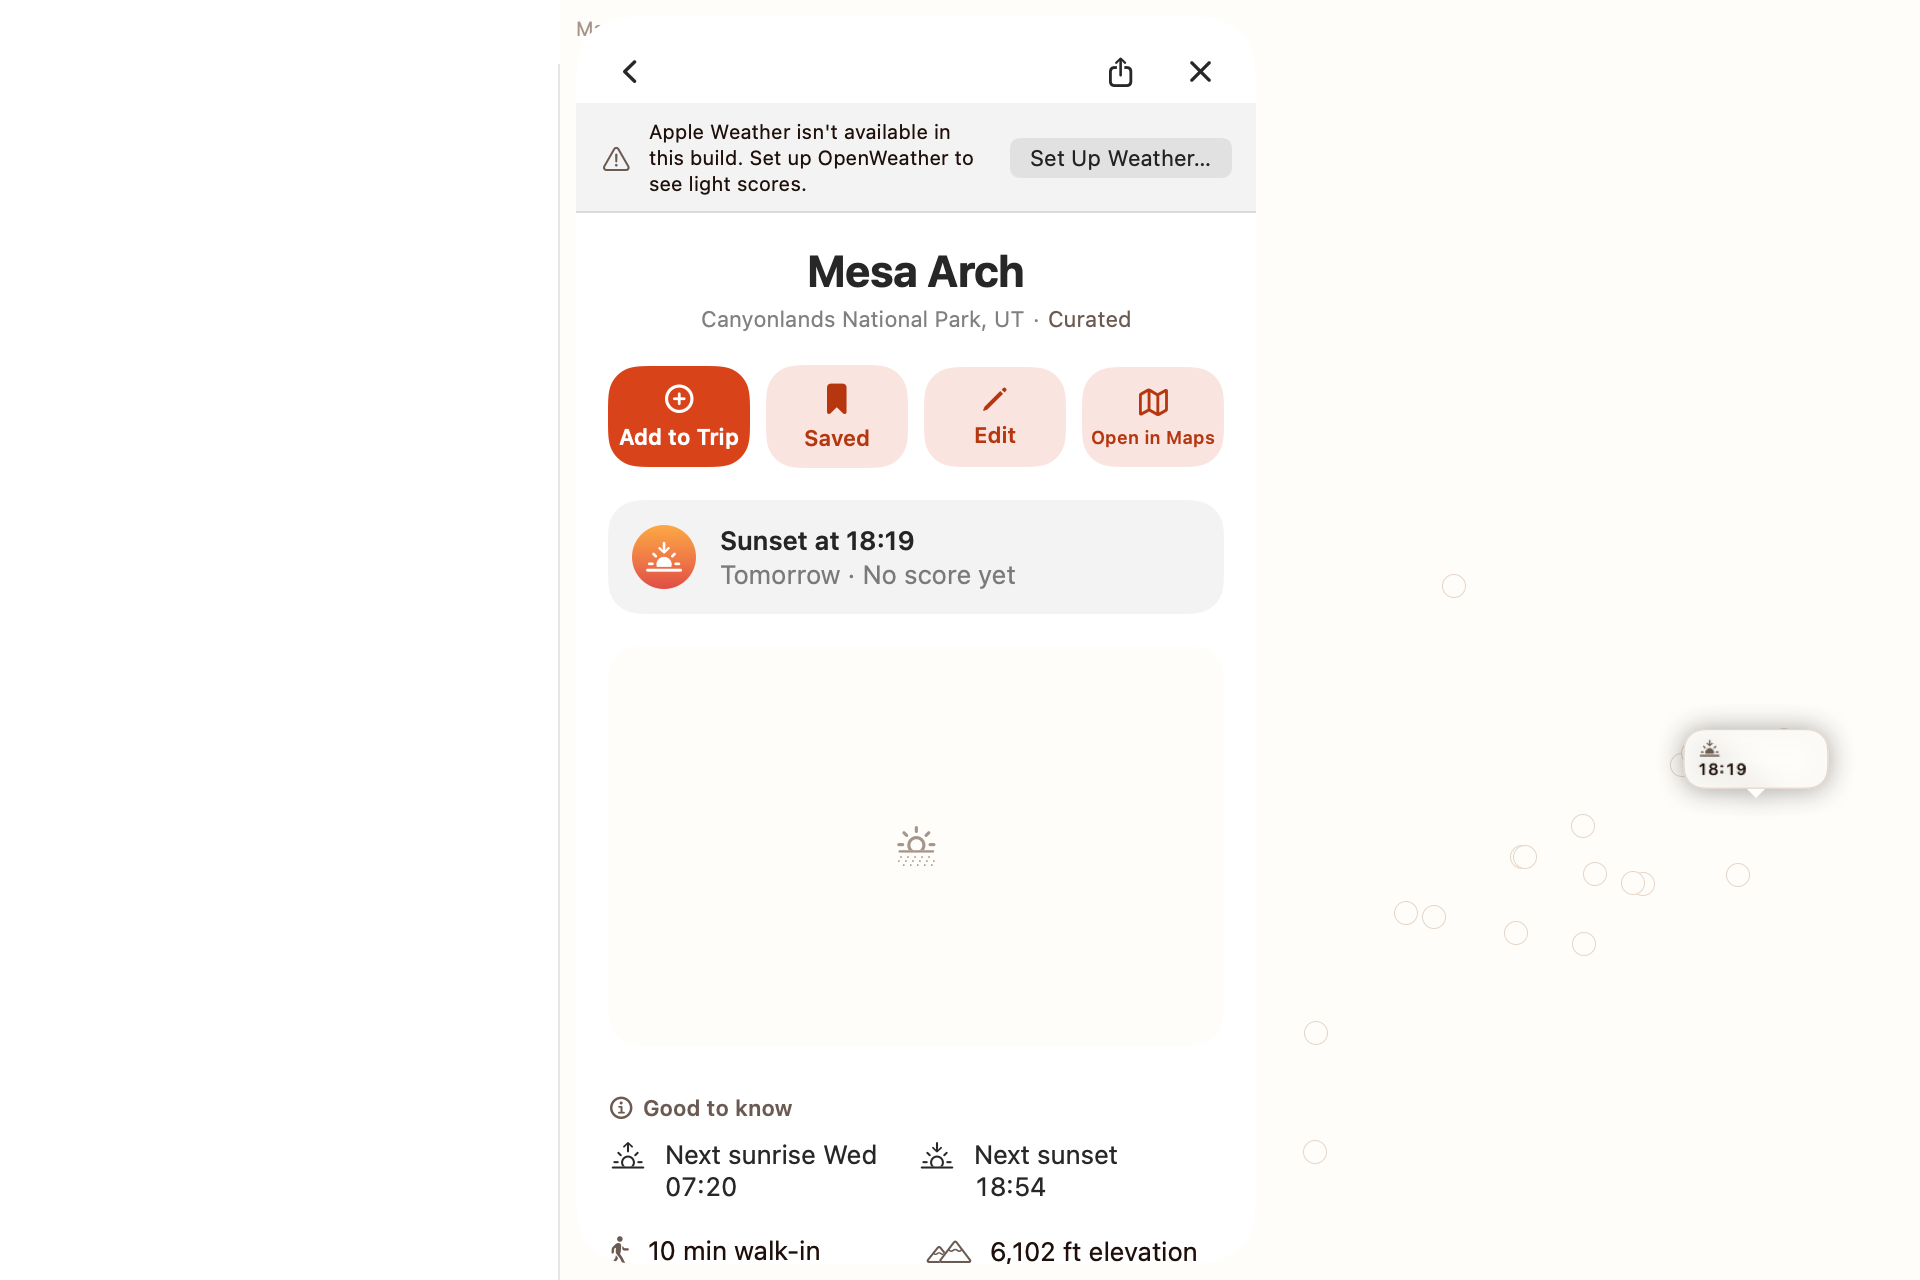 Apple Weather isn't available in
this build. Set up OpenWeather to
see light scores.
Set Up Weather...
Mesa Arch
Canyonlands National Park, UT · Curated
Add to Trip
Saved
Edit
Open in Maps
Sunset at 18:19
Tomorrow · No score yet
18:19
Good to know
Next sunrise Wed
07:20
Next sunset
18:54
10 min walk-in
6,102 ft elevation